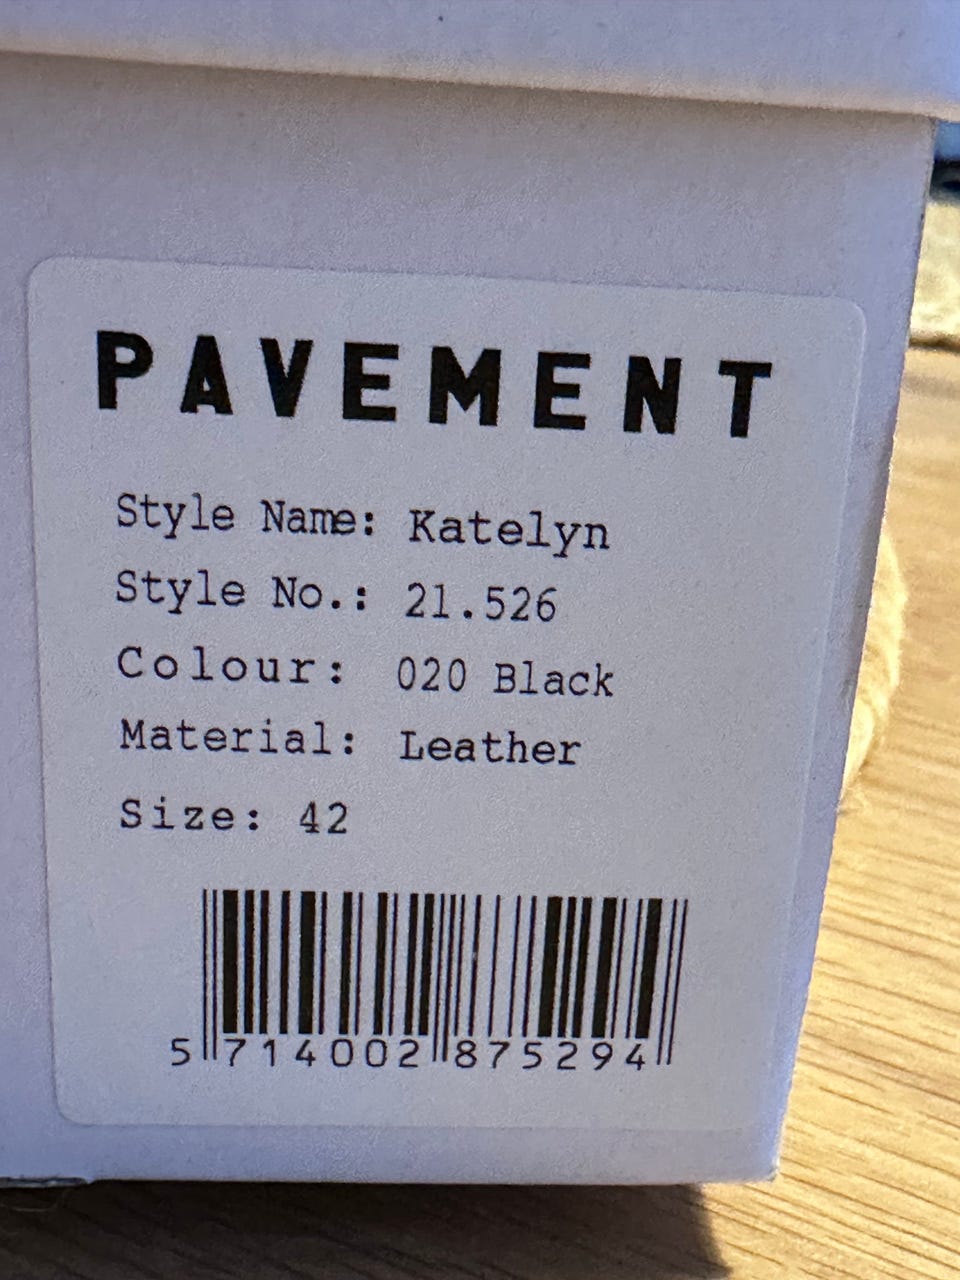 PAVEMENT
Style Name: Katelyn
Style No.: 21.526
Colour: 020 Black
Material: Leather
Size: 42
5 714002 875294